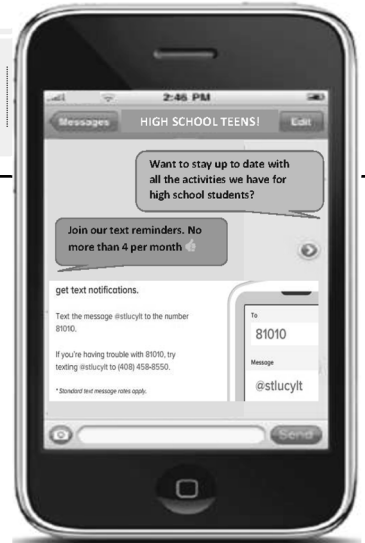 2:46 PM
Messages
HIGH SCHOOL TEENS!
Edit
Want to stay up to date with
all the activities we have for
high school students?
Join our text reminders. No
more than 4 per month
get text notifications.
Text the message @stlucylt to the number
81010.
If you're having trouble with 81010, try
texting @stlucylt to (408) 458-8550.
* Standard text message rates apply.
To
81010
Message
@stlucylt
Send